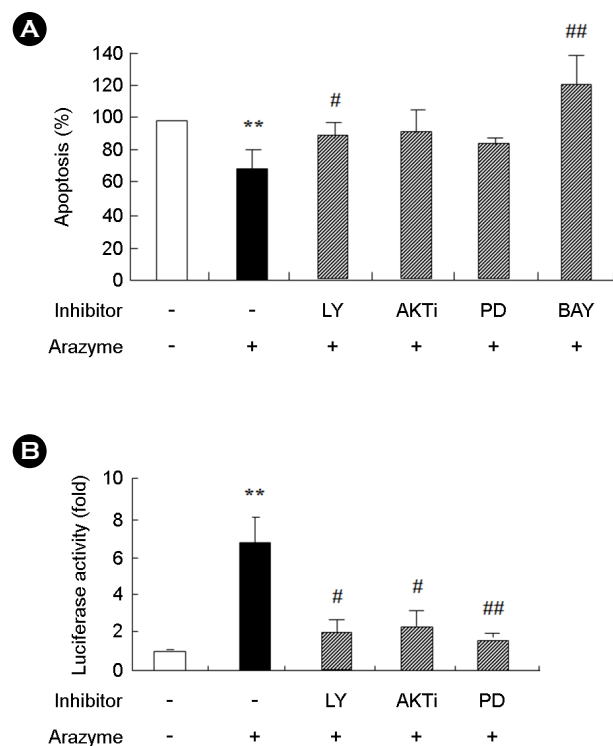 A
##
140
120
#
100
**
80
60
40
20
0
Apoptosis (%)
Inhibitor - - LY AKTi PD BAY
Arazyme - + + + + +
B
10
**
8
6
#
#
##
4
2
0
Luciferase activity (fold)
Inhibitor - - LY AKTi PD
Arazyme - + + + +